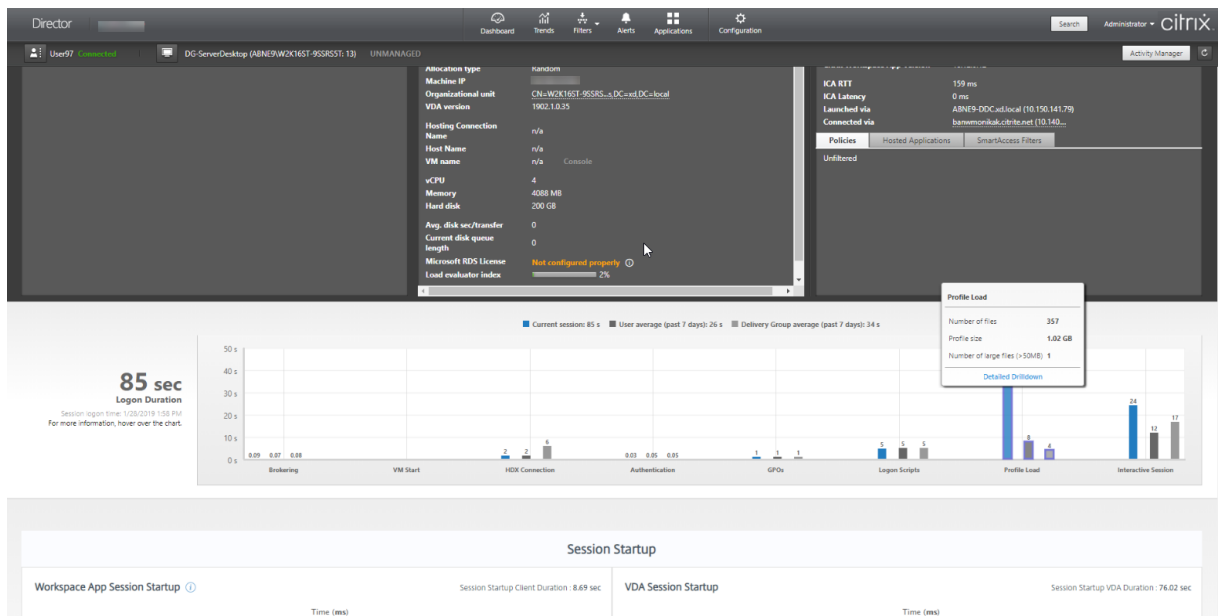 Director
Dashboard
Trends
Filters
Alerts
Applications
Configuration
Search
Administrator
citrix
User97 Connected
DG-ServerDesktop (ABNE9\W2K16ST-9SSRS5T: 13) UNMANAGED
Activity Manager
Allocation type Random
Machine IP
Organizational unit CN=W2K16ST-9SSRS...s,DC=xd,DC=local
VDA version 1902.1.0.35
Hosting Connection
Name n/a
Host Name n/a
VM name n/a Console
vCPU 4
Memory 4088 MB
Hard disk 200 GB
Avg. disk sec/transfer 0
Current disk queue
length 0
Microsoft RDS License Not configured properly
Load evaluator index 2%
ICA RTT 159 ms
ICA Latency 0 ms
Launched via ABNE9-DDC.xd.local (10.150.141.79)
Connected via banwmonikak.citrite.net (10.140....
Policies Hosted Applications SmartAccess Filters
Unfiltered
Current session: 85 s User average (past 7 days): 26 s Delivery Group average (past 7 days): 34 s
85 sec
Logon Duration
Session logon time: 1/28/2019 1:58 PM
For more information, hover over the chart.
50 s
40 s
30 s
20 s
10 s
0 s
0.09 0.07 0.08
Brokering
VM Start
2 2 6
HDX Connection
0.03 0.05 0.05
Authentication
1 1 1
GPOs
5 5 5
Logon Scripts
8 4
Profile Load
24 12 17
Interactive Session
Profile Load
Number of files 357
Profile size 1.02 GB
Number of large files (>50MB) 1
Detailed Drilldown
Session Startup
Workspace App Session Startup
Session Startup Client Duration : 8.69 sec
Time (ms)
VDA Session Startup
Session Startup VDA Duration : 76.02 sec
Time (ms)